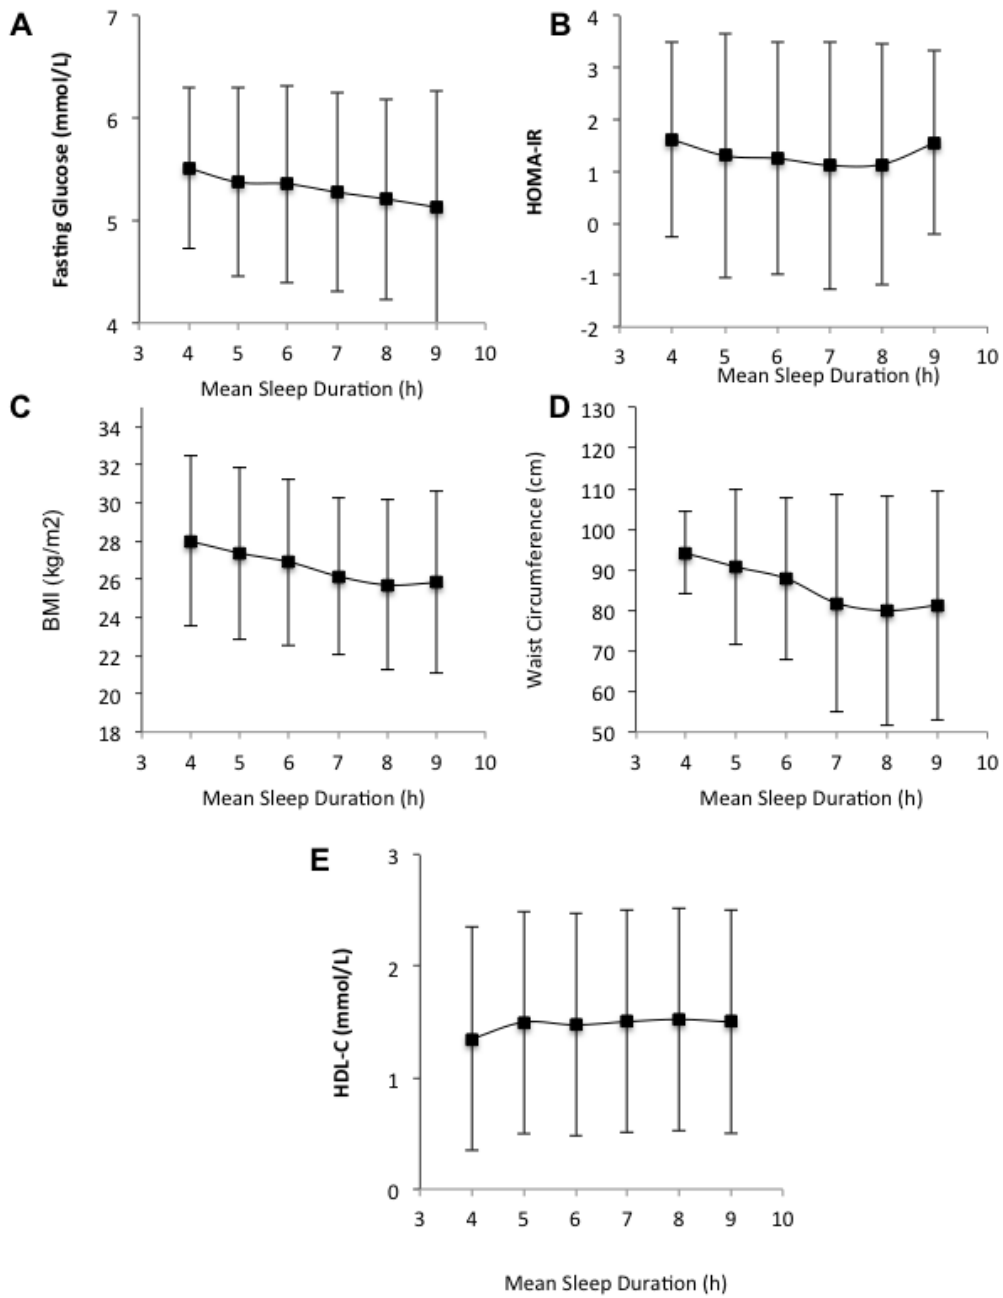 A
Fasting Glucose (mmol/L)
7
6
5
4
3 4 5 6 7 8 9 10
Mean Sleep Duration (h)
B
HOMA-IR
4
3
2
1
0
-1
-2
3 4 5 6 7 8 9 10
Mean Sleep Duration (h)
C
BMI (kg/m2)
34
32
30
28
26
24
22
20
18
3 4 5 6 7 8 9 10
Mean Sleep Duration (h)
D
Waist Circumference (cm)
130
120
110
100
90
80
70
60
50
3 4 5 6 7 8 9 10
Mean Sleep Duration (h)
E
HDL-C (mmol/L)
3
2
1
0
3 4 5 6 7 8 9 10
Mean Sleep Duration (h)